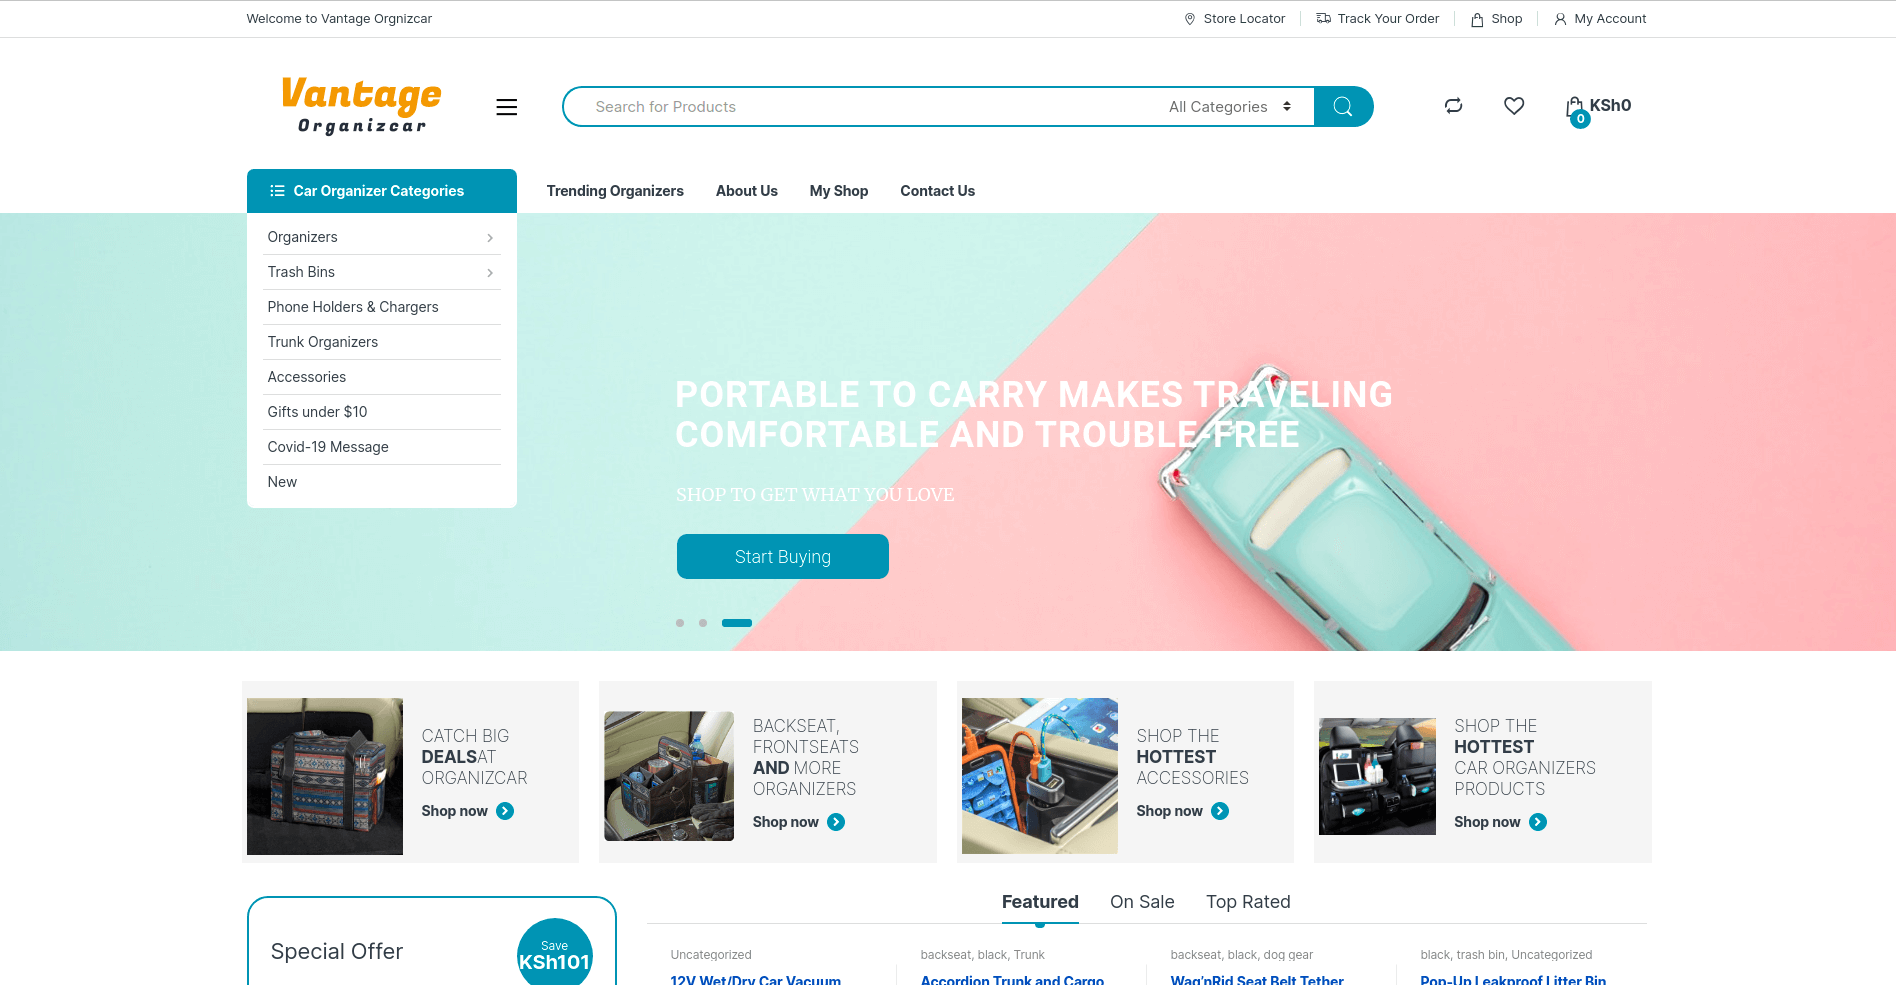 Welcome to Vantage Orgnizcar
Store Locator
Track Your Order
Shop
My Account
Vantage
Organizcar
Search for Products
All Categories
0
KSh0
Car Organizer Categories
Trending Organizers
About Us
My Shop
Contact Us
Organizers
Trash Bins
Phone Holders & Chargers
Trunk Organizers
Accessories
Gifts under $10
Covid-19 Message
New
PORTABLE TO CARRY MAKES TRAVELING
COMFORTABLE AND TROUBLE-FREE
SHOP TO GET WHAT YOU LOVE
Start Buying
CATCH BIG
DEALSAT
ORGANIZCAR
Shop now
BACKSEAT,
FRONTSEATS
AND MORE
ORGANIZERS
Shop now
SHOP THE
HOTTEST
ACCESSORIES
Shop now
SHOP THE
HOTTEST
CAR ORGANIZERS
PRODUCTS
Shop now
Special Offer
Save
KSh101
Featured
On Sale
Top Rated
Uncategorized
12V Wet/Dry Car Vacuum
backseat, black, Trunk
Accordion Trunk and Cargo
backseat, black, dog gear
Wag'nRid Seat Belt Tether
black, trash bin, Uncategorized
Pop-Up Leakproof Litter Bin